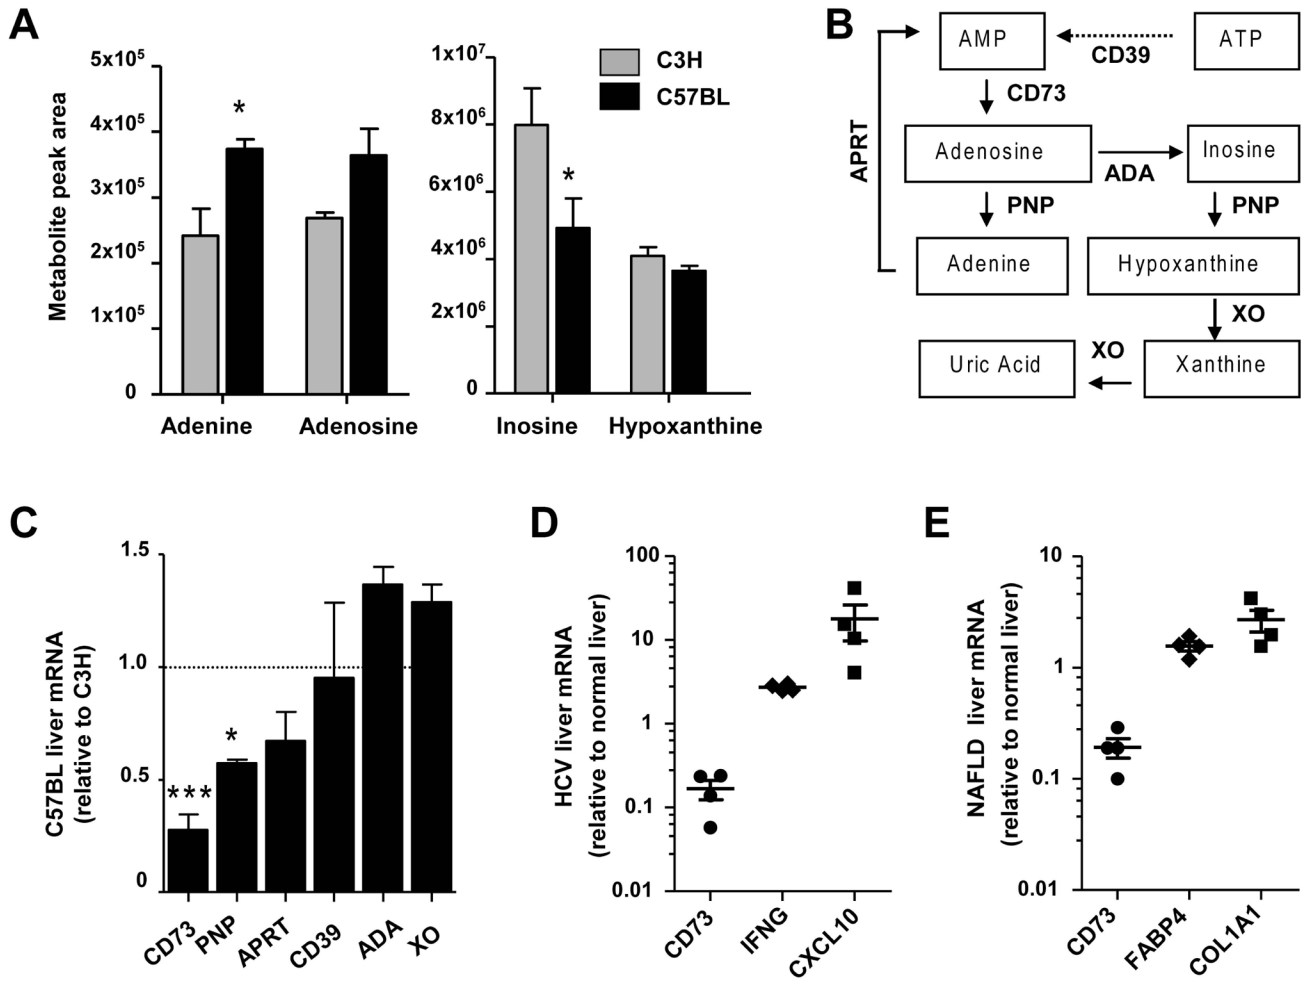 A
5x10⁵
4x10⁵
3x10⁵
2x10⁵
1x10⁵
0
Metabolite peak area
*
Adenine
Adenosine
1x10⁷
8x10⁶
6x10⁶
4x10⁶
2x10⁶
0
C3H
C57BL
*
Inosine
Hypoxanthine
B
AMP
ATP
CD39
CD73
APRT
Adenosine
Inosine
ADA
PNP
PNP
Adenine
Hypoxanthine
XO
Uric Acid
XO
Xanthine
C
1.5
1.0
0.5
0
C57BL liver mRNA
(relative to C3H)
***
*
CD73
PNP
APRT
CD39
ADA
XO
D
100
10
1
0.1
0.01
HCV liver mRNA
(relative to normal liver)
CD73
IFNG
CXCL10
E
10
1
0.1
0.01
NAFLD liver mRNA
(relative to normal liver)
CD73
FABP4
COL1A1